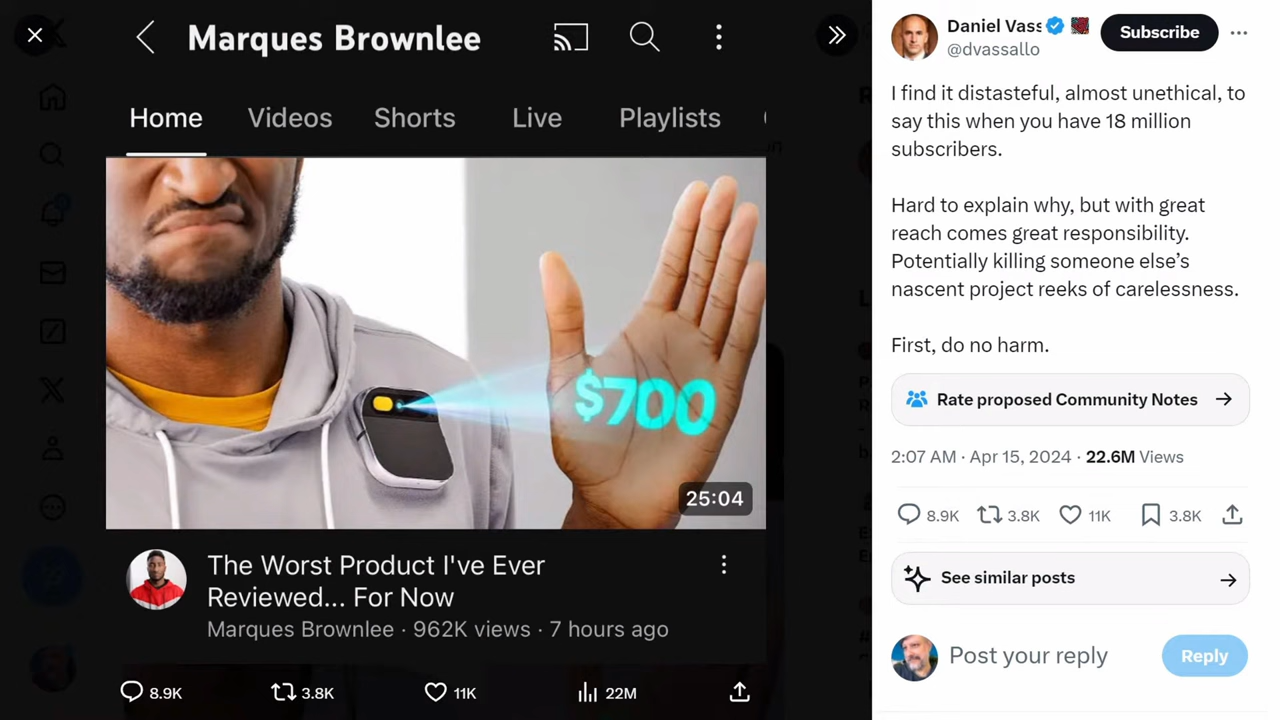 Marques Brownlee
Home Videos Shorts Live Playlists
$700
25:04
The Worst Product I've Ever
Reviewed... For Now
Marques Brownlee · 962K views · 7 hours ago
8.9K 3.8K 11K 22M
Daniel Vass
Subscribe
@dvassallo
I find it distasteful, almost unethical, to
say this when you have 18 million
subscribers.
Hard to explain why, but with great
reach comes great responsibility.
Potentially killing someone else’s
nascent project reeks of carelessness.
First, do no harm.
Rate proposed Community Notes
2:07 AM · Apr 15, 2024 · 22.6M Views
8.9K 3.8K 11K 3.8K
See similar posts
Post your reply
Reply